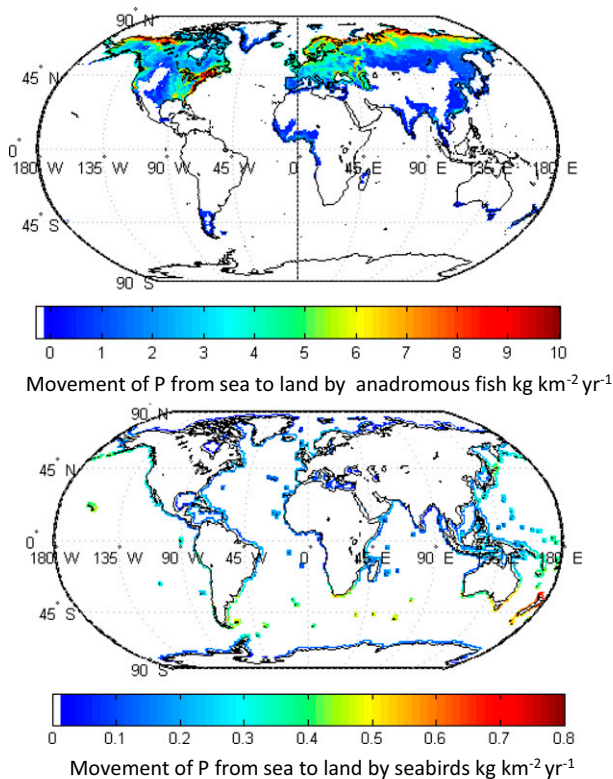 90° N
45° N
0°
180° W 135° W 90° W 45° W 0° 45° E 90° E 135° E 180° E
45° S
90° S
0 1 2 3 4 5 6 7 8 9 10
Movement of P from sea to land by anadromous fish kg km⁻² yr⁻¹
90° N
45° N
0°
180° W 135° W 90° W 45° W 0° 45° E 90° E 135° E 180° E
45° S
90° S
0 0.1 0.2 0.3 0.4 0.5 0.6 0.7 0.8
Movement of P from sea to land by seabirds kg km⁻² yr⁻¹